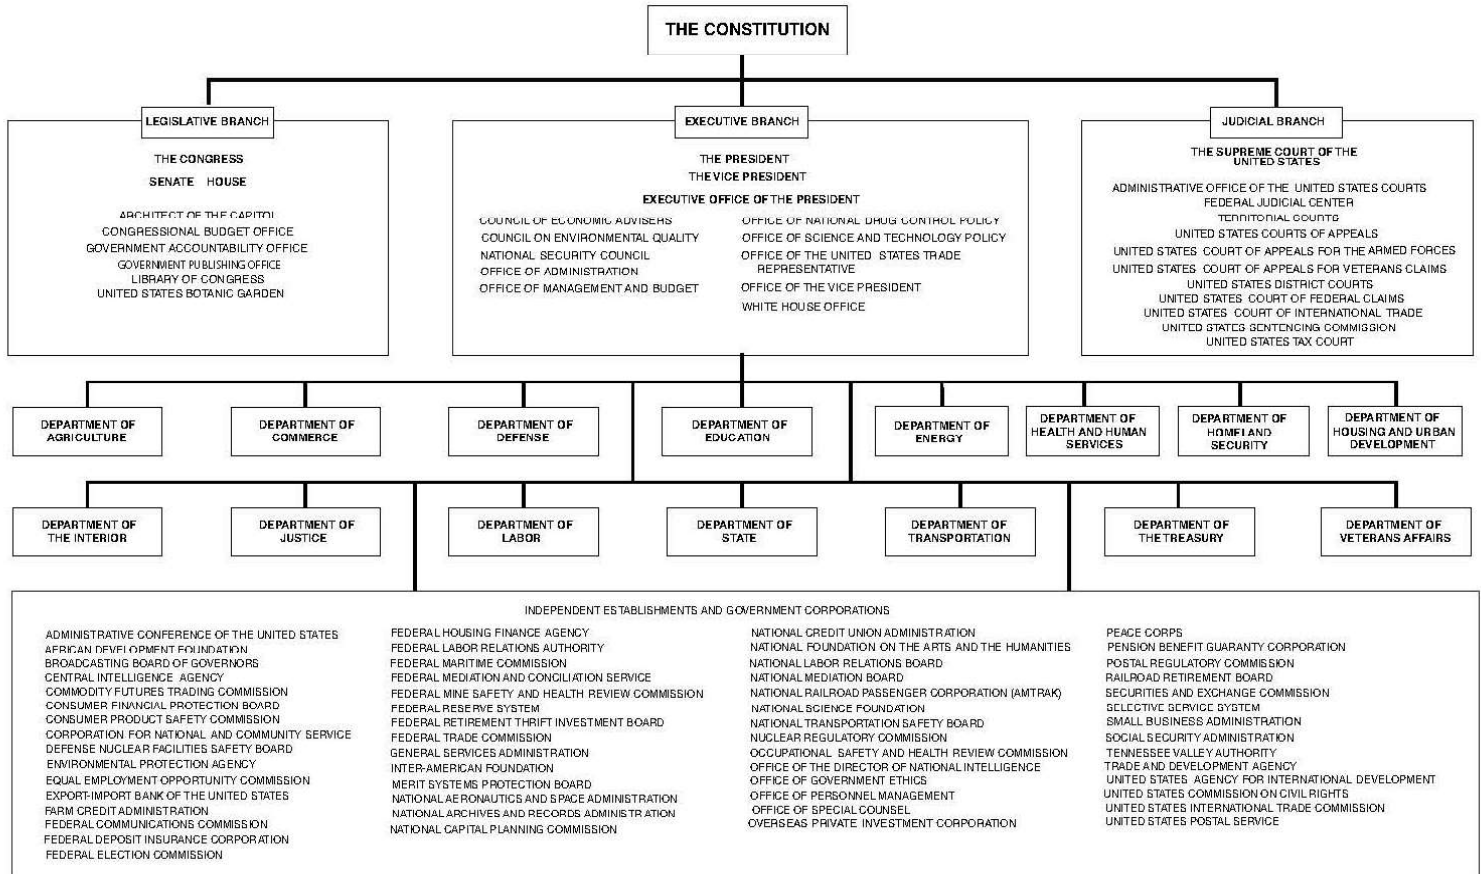 THE CONSTITUTION
LEGISLATIVE BRANCH
THE CONGRESS
SENATE HOUSE
ARCHITECT OF THE CAPITOL
CONGRESSIONAL BUDGET OFFICE
GOVERNMENT ACCOUNTABILITY OFFICE
GOVERNMENT PUBLISHING OFFICE
LIBRARY OF CONGRESS
UNITED STATES BOTANIC GARDEN
EXECUTIVE BRANCH
THE PRESIDENT
THE VICE PRESIDENT
EXECUTIVE OFFICE OF THE PRESIDENT
COUNCIL OF ECONOMIC ADVISERS
COUNCIL ON ENVIRONMENTAL QUALITY
NATIONAL SECURITY COUNCIL
OFFICE OF ADMINISTRATION
OFFICE OF MANAGEMENT AND BUDGET
OFFICE OF NATIONAL DRUG CONTROL POLICY
OFFICE OF SCIENCE AND TECHNOLOGY POLICY
OFFICE OF THE UNITED STATES TRADE
REPRESENTATIVE
OFFICE OF THE VICE PRESIDENT
WHITE HOUSE OFFICE
JUDICIAL BRANCH
THE SUPREME COURT OF THE
UNITED STATES
ADMINISTRATIVE OFFICE OF THE UNITED STATES COURTS
FEDERAL JUDICIAL CENTER
TERRITORIAL COURTS
UNITED STATES COURTS OF APPEALS
UNITED STATES COURT OF APPEALS FOR THE ARMED FORCES
UNITED STATES COURT OF APPEALS FOR VETERANS CLAIMS
UNITED STATES DISTRICT COURTS
UNITED STATES COURT OF FEDERAL CLAIMS
UNITED STATES COURT OF INTERNATIONAL TRADE
UNITED STATES SENTENCING COMMISSION
UNITED STATES TAX COURT
DEPARTMENT OF
AGRICULTURE
DEPARTMENT OF
COMMERCE
DEPARTMENT OF
DEFENSE
DEPARTMENT OF
EDUCATION
DEPARTMENT OF
ENERGY
DEPARTMENT OF
HEALTH AND HUMAN
SERVICES
DEPARTMENT OF
HOMELAND
SECURITY
DEPARTMENT OF
HOUSING AND URBAN
DEVELOPMENT
DEPARTMENT OF
THE INTERIOR
DEPARTMENT OF
JUSTICE
DEPARTMENT OF
LABOR
DEPARTMENT OF
STATE
DEPARTMENT OF
TRANSPORTATION
DEPARTMENT OF
THE TREASURY
DEPARTMENT OF
VETERANS AFFAIRS
INDEPENDENT ESTABLISHMENTS AND GOVERNMENT CORPORATIONS
ADMINISTRATIVE CONFERENCE OF THE UNITED STATES
AFRICAN DEVELOPMENT FOUNDATION
BROADCASTING BOARD OF GOVERNORS
CENTRAL INTELLIGENCE AGENCY
COMMODITY FUTURES TRADING COMMISSION
CONSUMER FINANCIAL PROTECTION BOARD
CONSUMER PRODUCT SAFETY COMMISSION
CORPORATION FOR NATIONAL AND COMMUNITY SERVICE
DEFENSE NUCLEAR FACILITIES SAFETY BOARD
ENVIRONMENTAL PROTECTION AGENCY
EQUAL EMPLOYMENT OPPORTUNITY COMMISSION
EXPORT-IMPORT BANK OF THE UNITED STATES
FARM CREDIT ADMINISTRATION
FEDERAL COMMUNICATIONS COMMISSION
FEDERAL DEPOSIT INSURANCE CORPORATION
FEDERAL ELECTION COMMISSION
FEDERAL HOUSING FINANCE AGENCY
FEDERAL LABOR RELATIONS AUTHORITY
FEDERAL MARITIME COMMISSION
FEDERAL MEDIATION AND CONCILIATION SERVICE
FEDERAL MINE SAFETY AND HEALTH REVIEW COMMISSION
FEDERAL RESERVE SYSTEM
FEDERAL RETIREMENT THRIFT INVESTMENT BOARD
FEDERAL TRADE COMMISSION
GENERAL SERVICES ADMINISTRATION
INTER-AMERICAN FOUNDATION
MERIT SYSTEMS PROTECTION BOARD
NATIONAL AERONAUTICS AND SPACE ADMINISTRATION
NATIONAL ARCHIVES AND RECORDS ADMINISTRATION
NATIONAL CAPITAL PLANNING COMMISSION
NATIONAL CREDIT UNION ADMINISTRATION
NATIONAL FOUNDATION ON THE ARTS AND THE HUMANITIES
NATIONAL LABOR RELATIONS BOARD
NATIONAL MEDIATION BOARD
NATIONAL RAILROAD PASSENGER CORPORATION (AMTRAK)
NATIONAL SCIENCE FOUNDATION
NATIONAL TRANSPORTATION SAFETY BOARD
NUCLEAR REGULATORY COMMISSION
OCCUPATIONAL SAFETY AND HEALTH REVIEW COMMISSION
OFFICE OF THE DIRECTOR OF NATIONAL INTELLIGENCE
OFFICE OF GOVERNMENT ETHICS
OFFICE OF PERSONNEL MANAGEMENT
OFFICE OF SPECIAL COUNSEL
OVERSEAS PRIVATE INVESTMENT CORPORATION
PEACE CORPS
PENSION BENEFIT GUARANTY CORPORATION
POSTAL REGULATORY COMMISSION
RAILROAD RETIREMENT BOARD
SECURITIES AND EXCHANGE COMMISSION
SELECTIVE SERVICE SYSTEM
SMALL BUSINESS ADMINISTRATION
SOCIAL SECURITY ADMINISTRATION
TENNESSEE VALLEY AUTHORITY
TRADE AND DEVELOPMENT AGENCY
UNITED STATES AGENCY FOR INTERNATIONAL DEVELOPMENT
UNITED STATES COMMISSION ON CIVIL RIGHTS
UNITED STATES INTERNATIONAL TRADE COMMISSION
UNITED STATES POSTAL SERVICE